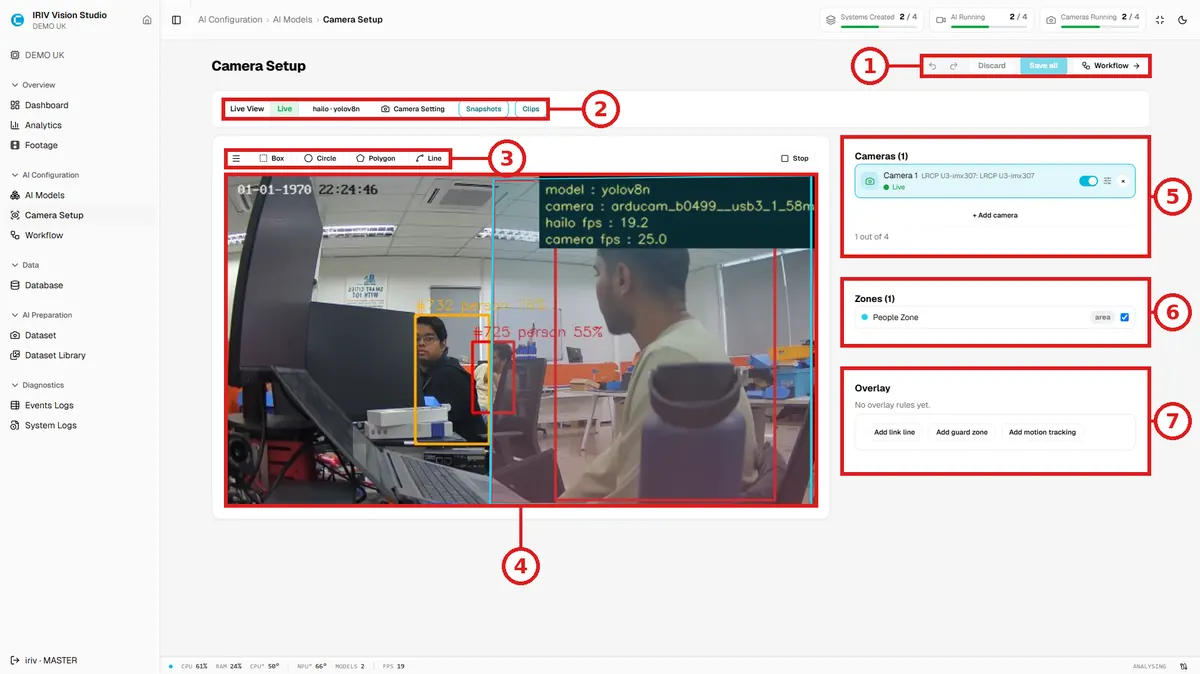 IRIV Vision Studio
DEMO UK
DEMO UK
Overview
Dashboard
Analytics
Footage
AI Configuration
AI Models
Camera Setup
Workflow
Data
Database
AI Preparation
Dataset
Dataset Library
Diagnostics
Events Logs
System Logs
iriv · MASTER
AI Configuration › AI Models › Camera Setup
Systems Created 2 / 4
AI Running 2 / 4
Cameras Running 2 / 4
Camera Setup
1
Discard Save all Workflow →
Live View Live hailo · yolov8n Camera Setting Snapshots Clips
2
Box Circle Polygon Line
3
Stop
01-01-1970 22:24:46
model : yolov8n
camera : arducam_b0499__usb3_1_58m
hailo fps : 19.2
camera fps : 25.0
SMART CITIES
WITH IOT
#732 person
#725 person 55%
4
Cameras (1)
Camera 1 LRCP U3-imx307: LRCP U3-imx307
Live
+ Add camera
1 out of 4
5
Zones (1)
People Zone area
6
Overlay
No overlay rules yet.
Add link line Add guard zone Add motion tracking
7
CPU 61% RAM 24% CPU° 50° NPU° 66° MODELS 2 FPS 19
ANALYSING